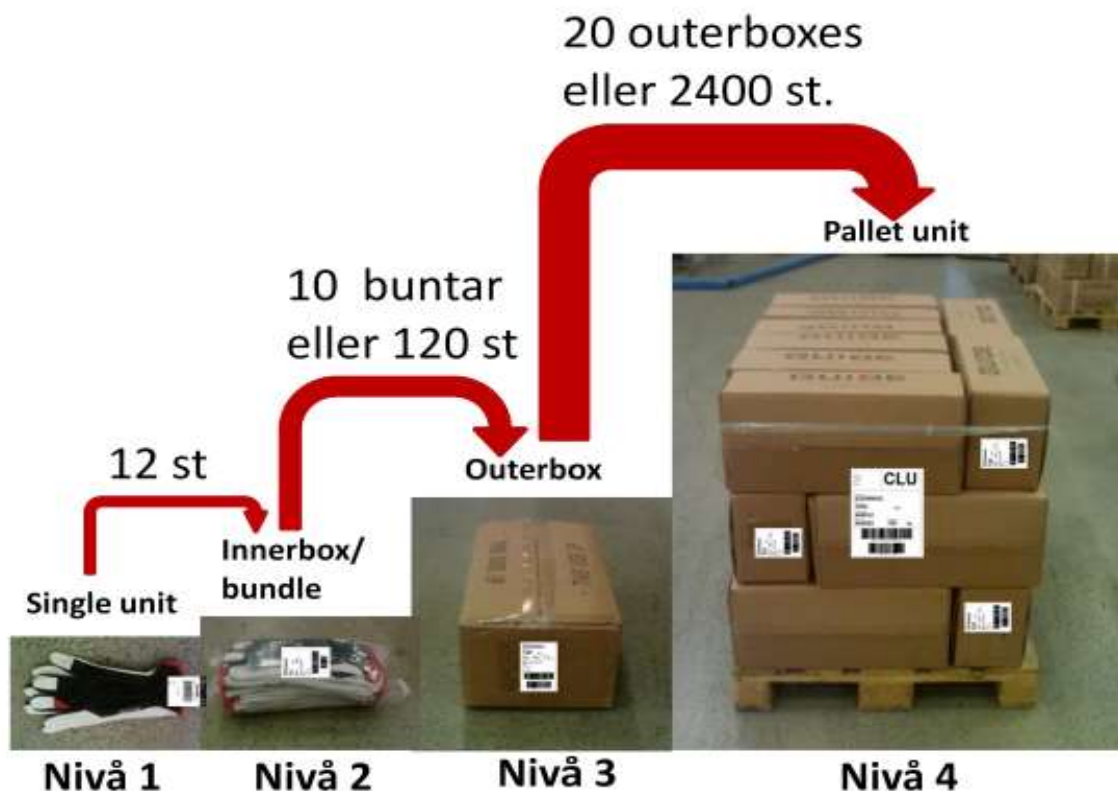 20 outerboxes
eller 2400 st.
Pallet unit
10 buntar
eller 120 st
Outerbox
12 st
Innerbox/
bundle
Single unit
CLU
Nivå 1
Nivå 2
Nivå 3
Nivå 4